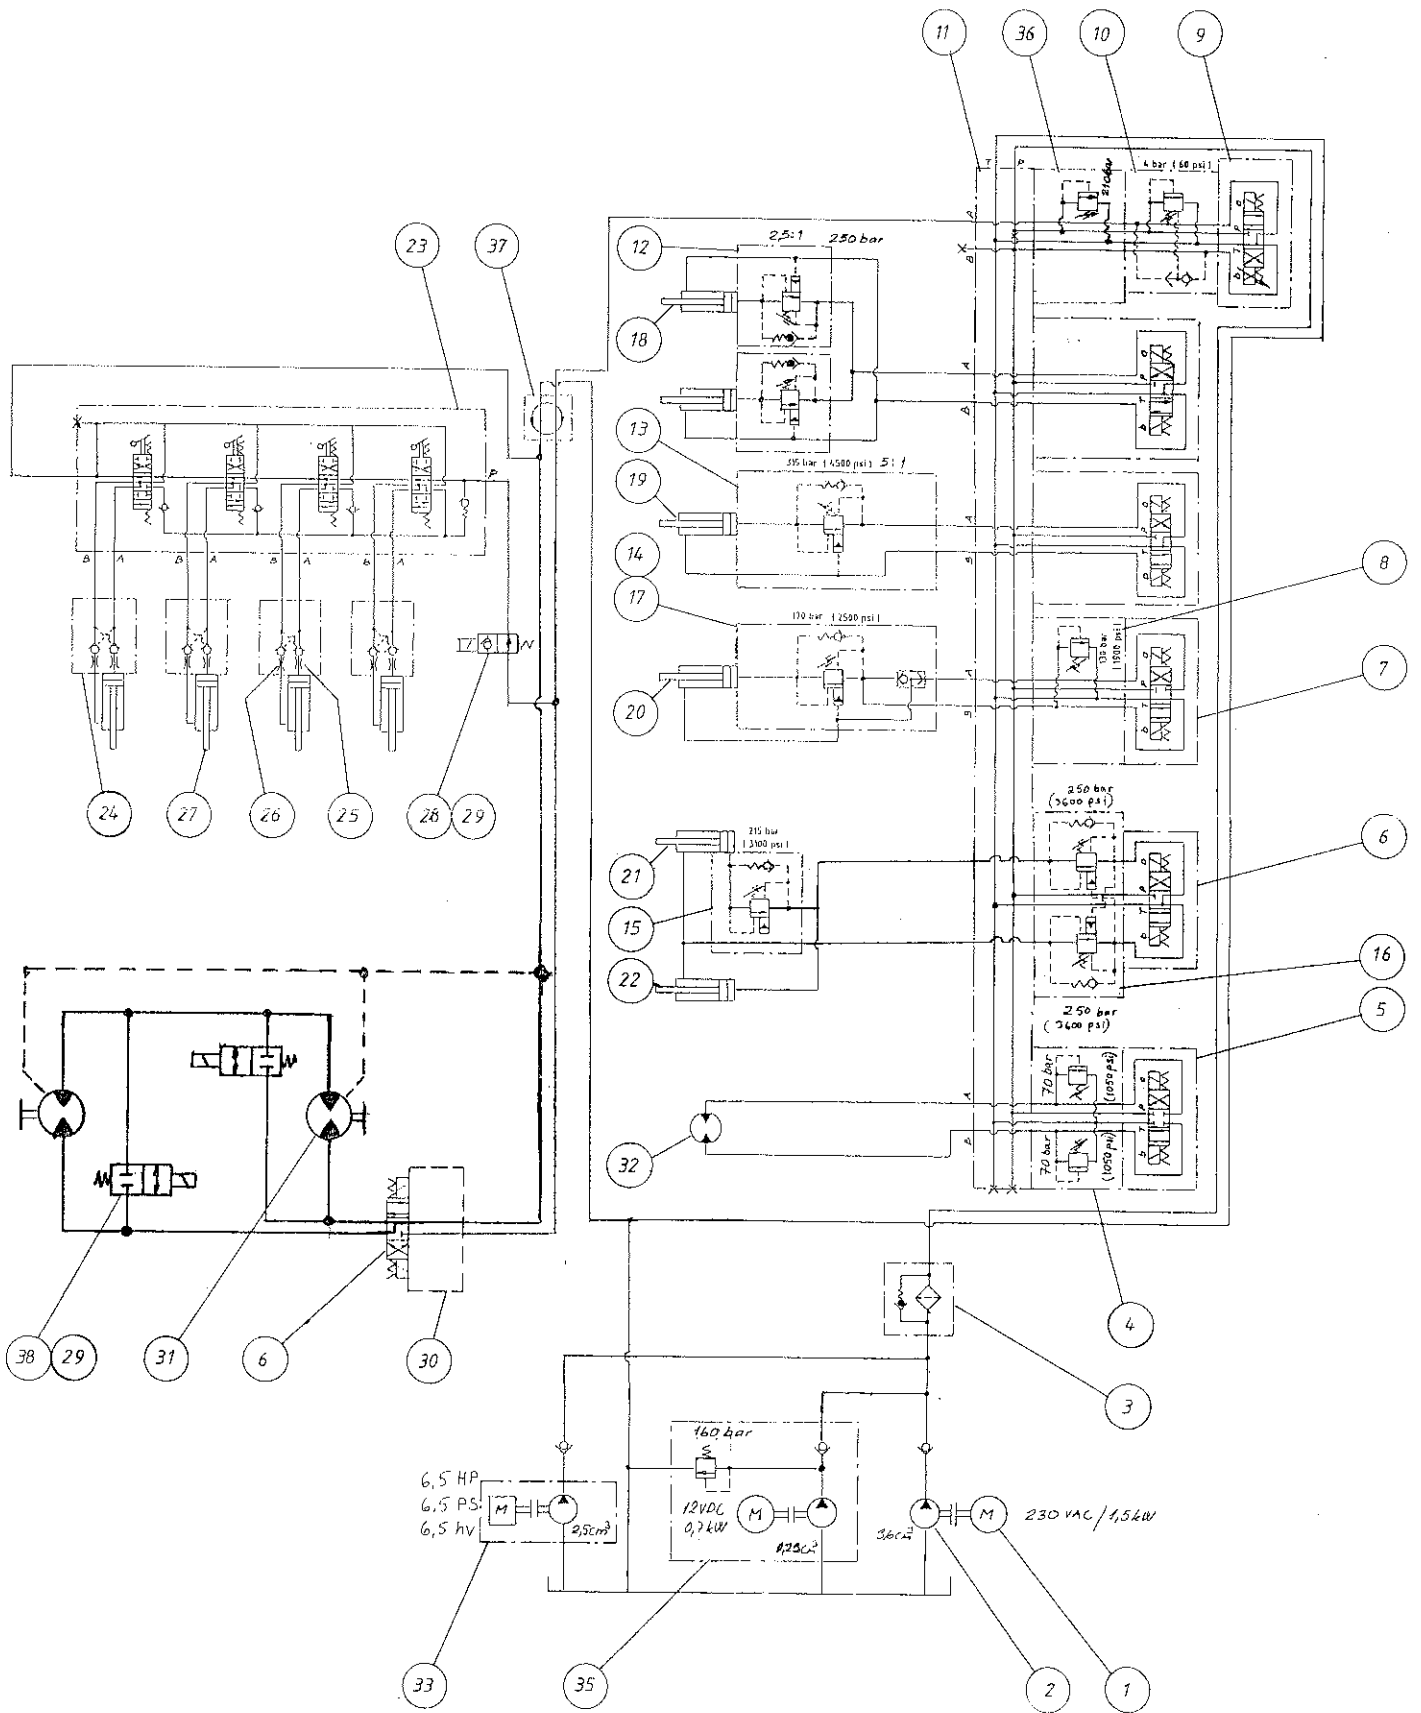 11 36 10 9
T P
4 bar (60 psi)
210bar
a
P
T
b
A
B
23 37 12
2,5:1 250 bar
18
A
B
a
P
T
b
13
315 bar (4500 psi) 5:1
19
14
17
A
B
a
P
T
b
8
P
B A B A B A B A
170 bar (2500 psi)
130 bar
(1900 psi)
20
A
B
a
P
T
b
7
24 27 26 25 28 29
250 bar
(3600 psi)
215 bar
(3100 psi)
21
15
22
a
P
T
b
6
16
250 bar
(3600 psi)
5
70 bar
(1050 psi)
70 bar
(1050 psi)
A
B
a
P
T
b
32
38 29 31 6 30
4
3
160 bar
6,5 HP
6,5 PS
6,5 hv
M
2,5cm³
12VDC
0,7kW
M
0,25cm³
3,6cm³
M
230 VAC/1,5kW
33 35 2 1